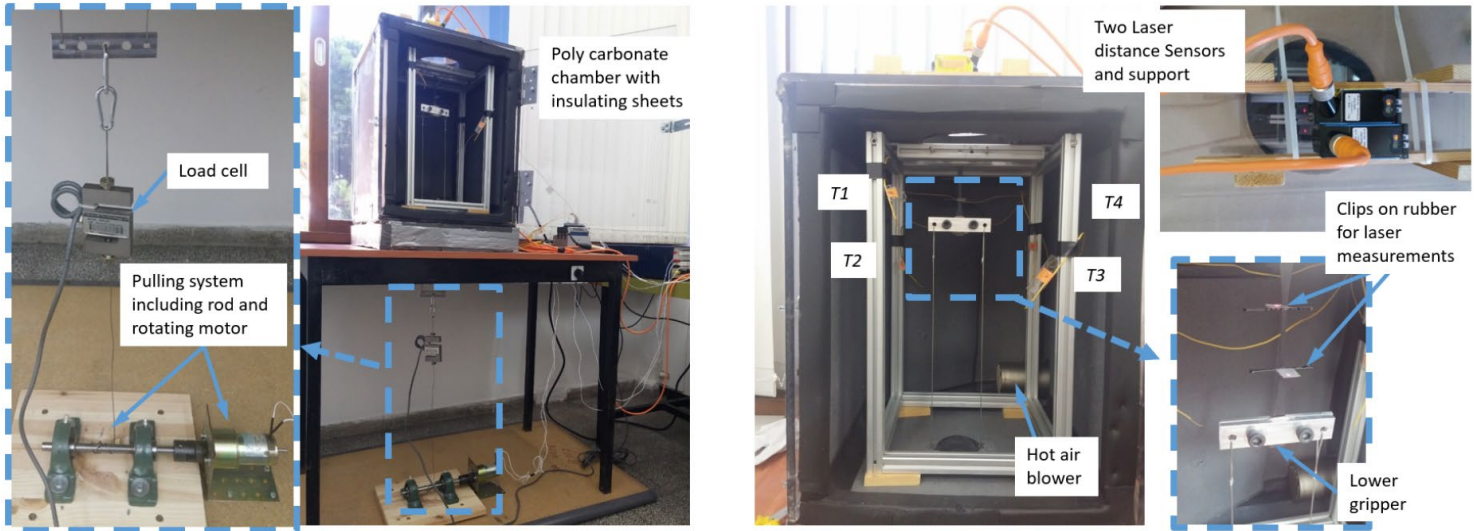 Load cell
Pulling system
including rod and
rotating motor
Poly carbonate
chamber with
insulating sheets
Two Laser
distance Sensors
and support
T1
T2
T4
T3
Clips on rubber
for laser
measurements
Hot air
blower
Lower
gripper